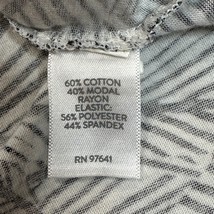 60% COTTON
40% MODAL
RAYON
ELASTIC:
56% POLYESTER
44% SPANDEX
RN 97641